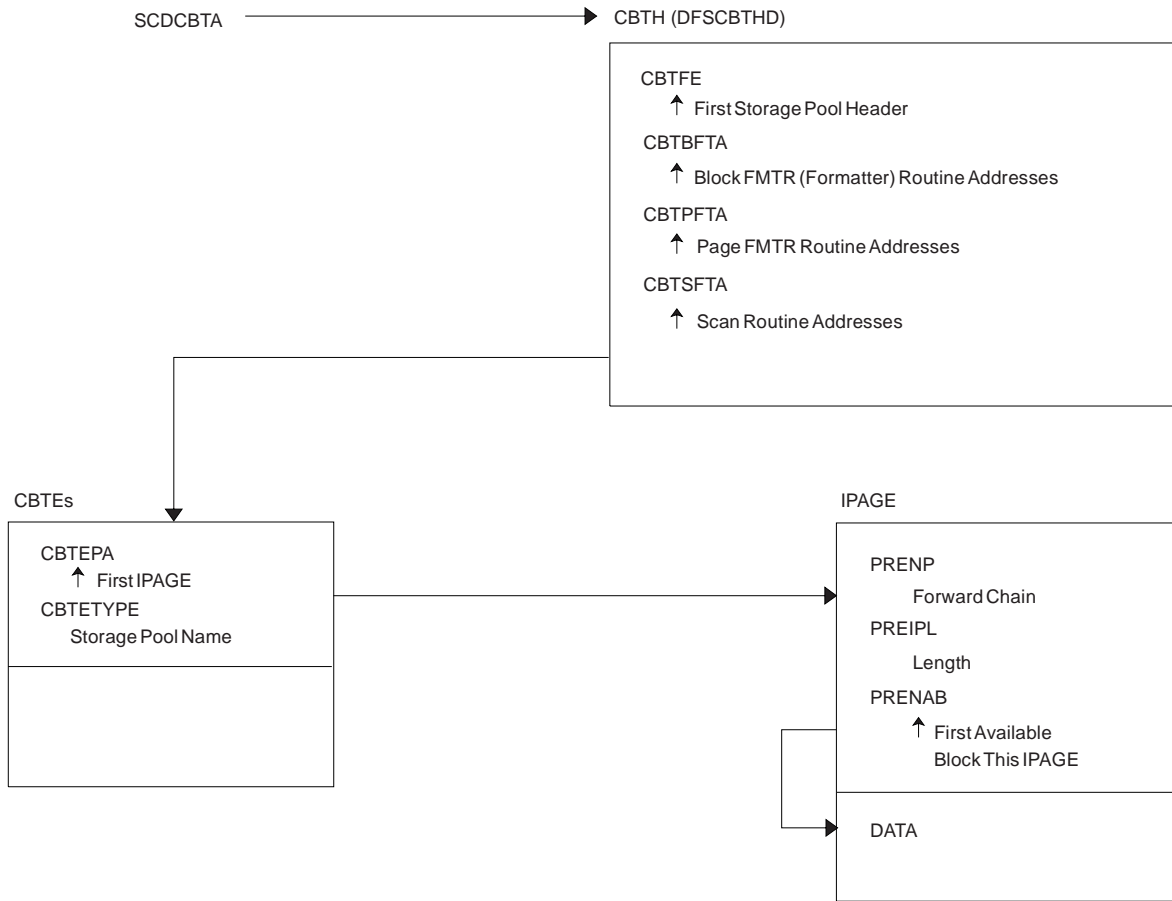 SCDCBTA
CBTH (DFSCBTHD)
CBTFE
↑ First Storage Pool Header
CBTBFTA
↑ Block FMTR (Formatter) Routine Addresses
CBTPFTA
↑ Page FMTR Routine Addresses
CBTSFTA
↑ Scan Routine Addresses
CBTEs
CBTEPA
↑ First IPAGE
CBTETYPE
Storage Pool Name
IPAGE
PRENP
Forward Chain
PREIPL
Length
PRENAB
↑ First Available
Block This IPAGE
DATA